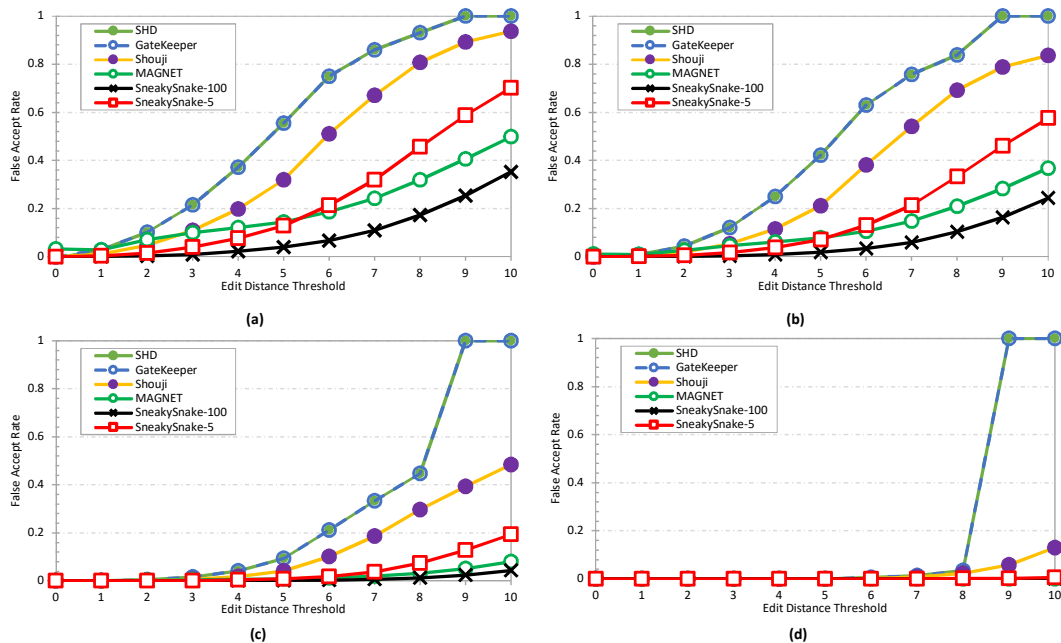 1
0.8
0.6
0.4
0.2
0
False Accept Rate
SHD
GateKeeper
Shouji
MAGNET
SneakySnake-100
SneakySnake-5
0 1 2 3 4 5 6 7 8 9 10
Edit Distance Threshold
(a)
1
0.8
0.6
0.4
0.2
0
False Accept Rate
SHD
GateKeeper
Shouji
MAGNET
SneakySnake-100
SneakySnake-5
0 1 2 3 4 5 6 7 8 9 10
Edit Distance Threshold
(b)
1
0.8
0.6
0.4
0.2
0
False Accept Rate
SHD
GateKeeper
Shouji
MAGNET
SneakySnake-100
SneakySnake-5
0 1 2 3 4 5 6 7 8 9 10
Edit Distance Threshold
(c)
1
0.8
0.6
0.4
0.2
0
False Accept Rate
SHD
GateKeeper
Shouji
MAGNET
SneakySnake-100
SneakySnake-5
0 1 2 3 4 5 6 7 8 9 10
Edit Distance Threshold
(d)